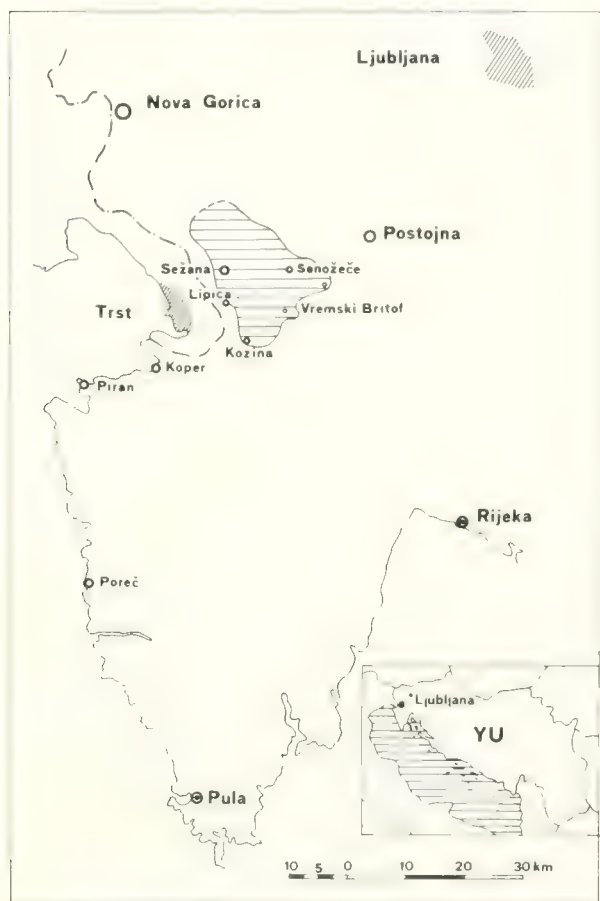 Ljubljana
Nova Gorica
Postojna
Sežana
Senožeče
Lipica
Trst
Vremski Britof
Kozina
Koper
Piran
Rijeka
Poreč
Ljubljana
YU
Pula
10 5 0 10 20 30 km